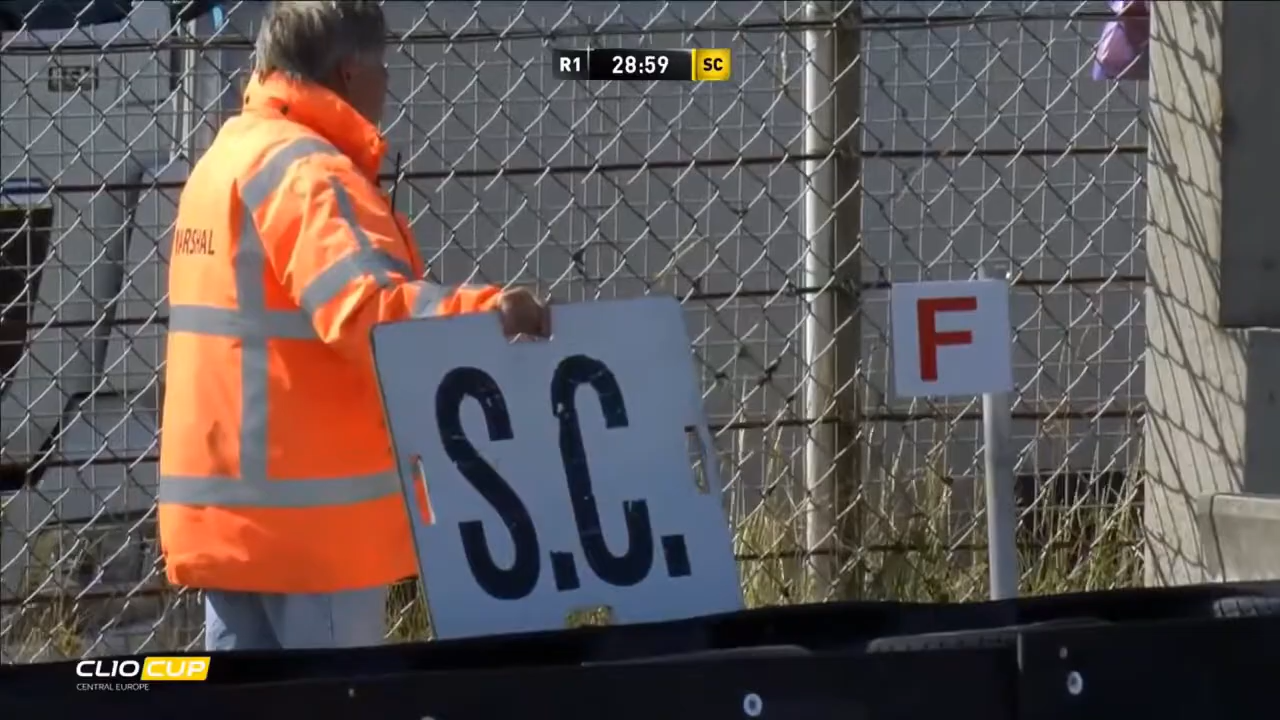 R1 28:59 SC
MARSHAL
F
S.C.
CLIO CUP
CENTRAL EUROPE